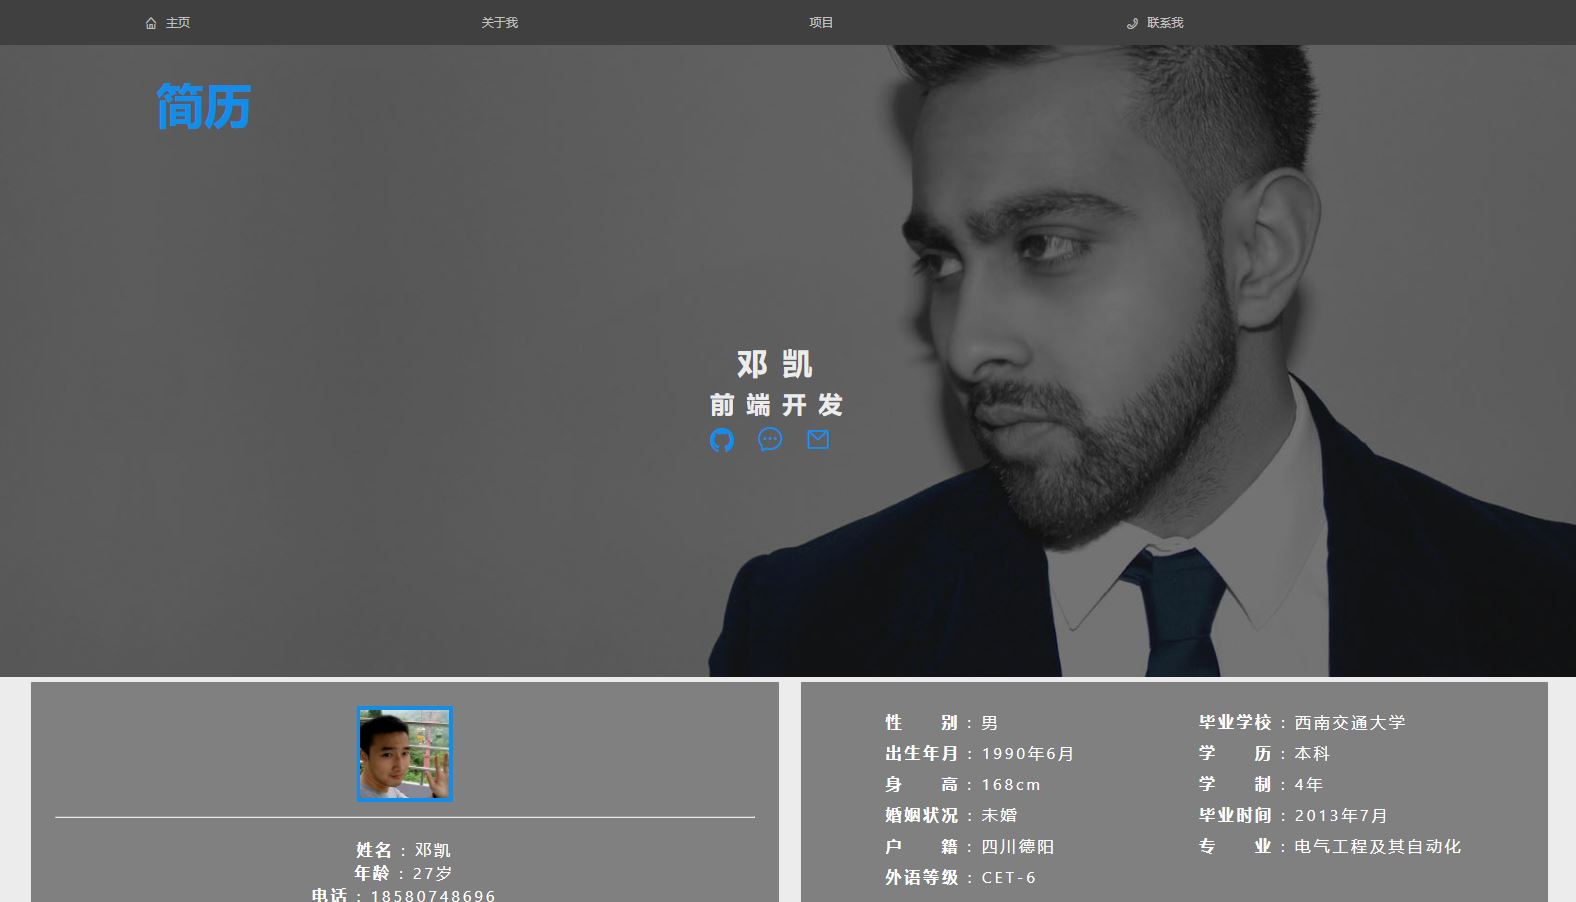 主页 关于我 项目 联系我
简历
邓 凯
前 端 开 发
姓名 : 邓凯
年龄 : 27岁
电话 : 18580748696
性 别 : 男
出生年月 : 1990年6月
身 高 : 168cm
婚姻状况 : 未婚
户 籍 : 四川德阳
外语等级 : CET-6
毕业学校 : 西南交通大学
学 历 : 本科
学 制 : 4年
毕业时间 : 2013年7月
专 业 : 电气工程及其自动化